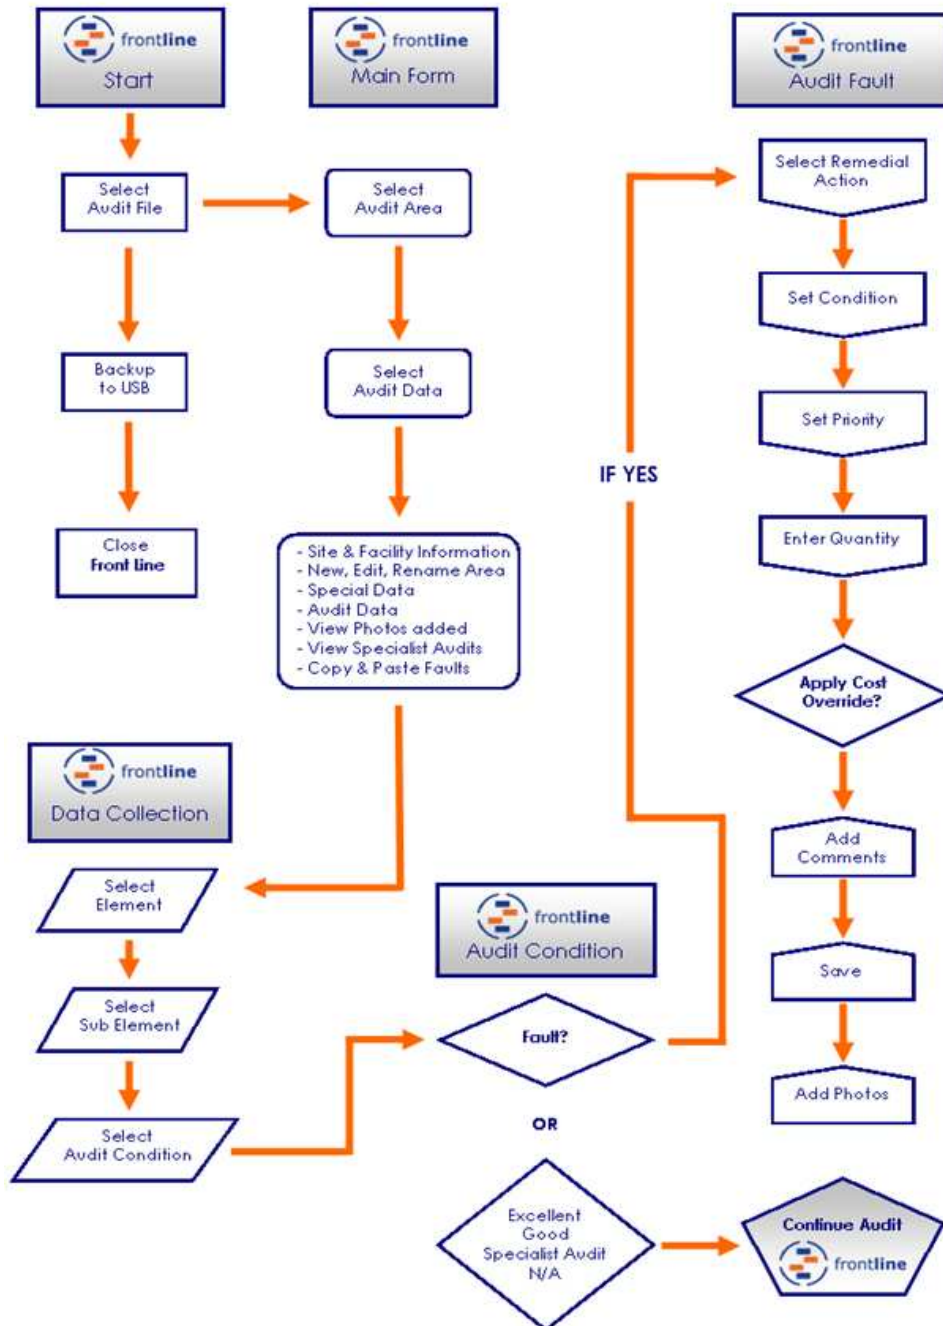 frontline
Start
frontline
Main Form
frontline
Audit Fault
Select
Audit File
Select
Audit Area
Select Remedial
Action
Backup
to USB
Select
Audit Data
Set Condition
Set Priority
IF YES
Close
Front Line
- Site & Facility Information
- New, Edit, Rename Area
- Special Data
- Audit Data
- View Photos added
- View Specialist Audits
- Copy & Paste Faults
Enter Quantity
Apply Cost
Override?
frontline
Data Collection
Add
Comments
Select
Element
frontline
Audit Condition
Save
Select
Sub Element
Fault?
Add Photos
Select
Audit Condition
OR
Excellent
Good
Specialist Audit
N/A
Continue Audit
frontline